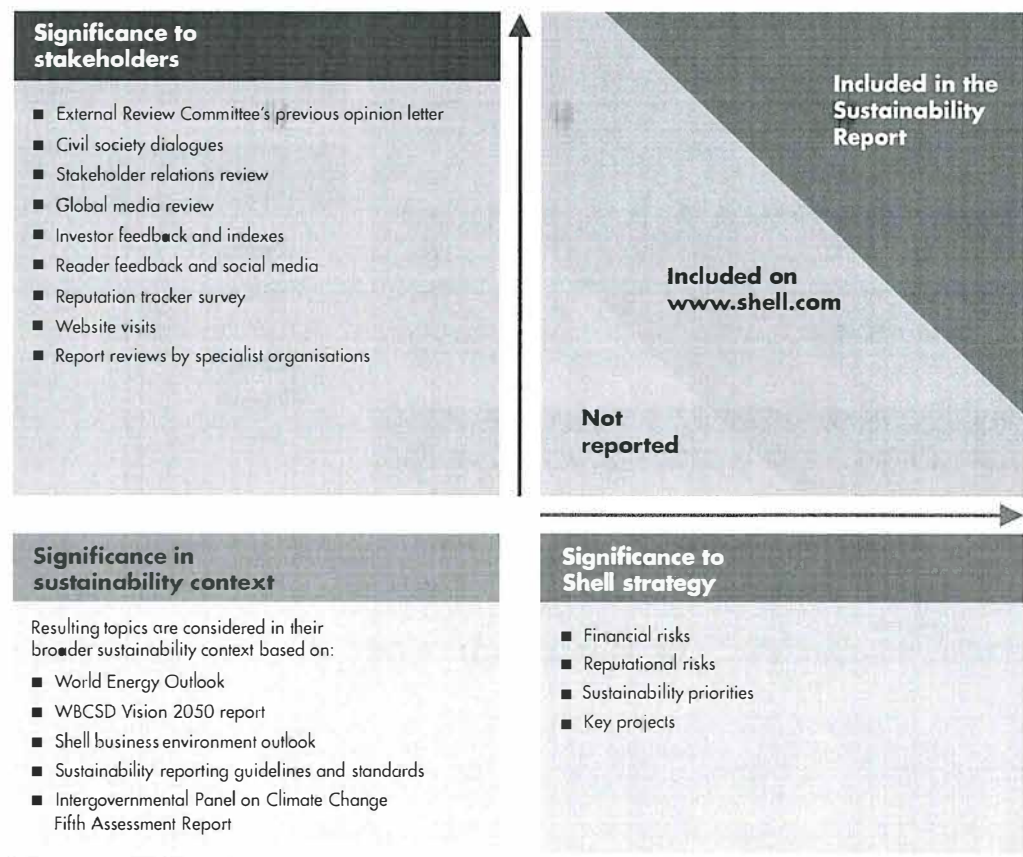 Significance to
stakeholders
■ External Review Committee's previous opinion letter
■ Civil society dialogues
■ Stakeholder relations review
■ Global media review
■ Investor feedback and indexes
■ Reader feedback and social media
■ Reputation tracker survey
■ Website visits
■ Report reviews by specialist organisations
Included in the
Sustainability
Report
Included on
www.shell.com
Not
reported
Significance in
sustainability context
Resulting topics are considered in their
broader sustainability context based on:
■ World Energy Outlook
■ WBCSD Vision 2050 report
■ Shell business environment outlook
■ Sustainability reporting guidelines and standards
■ Intergovernmental Panel on Climate Change
Fifth Assessment Report
Significance to
Shell strategy
■ Financial risks
■ Reputational risks
■ Sustainability priorities
■ Key projects